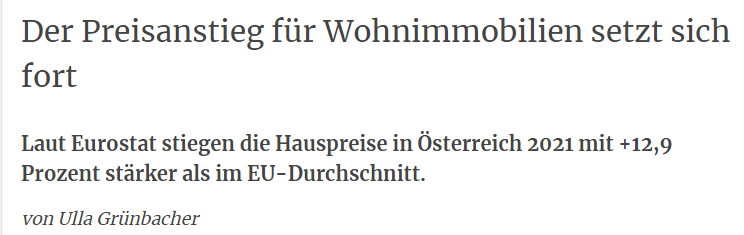 Der Preisanstieg für Wohnimmobilien setzt sich
fort
Laut Eurostat stiegen die Hauspreise in Österreich 2021 mit +12,9
Prozent stärker als im EU-Durchschnitt.
von Ulla Grünbacher